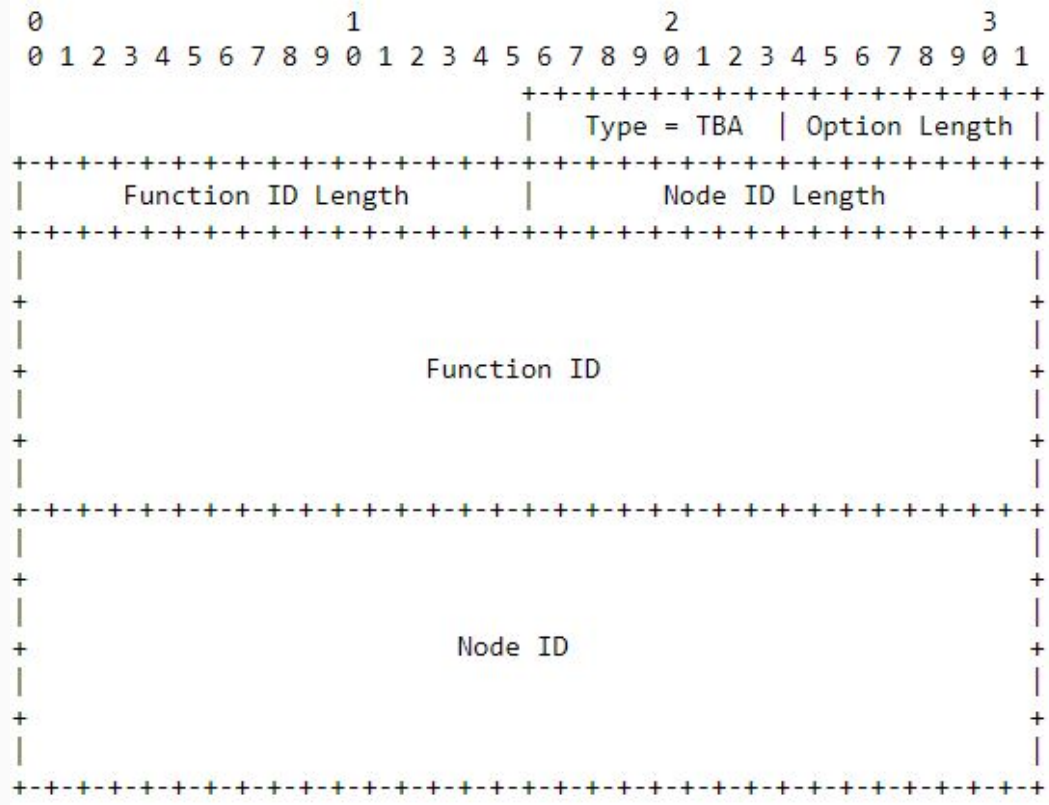 0                   1                   2                   3
0 1 2 3 4 5 6 7 8 9 0 1 2 3 4 5 6 7 8 9 0 1 2 3 4 5 6 7 8 9 0 1
+-+-+-+-+-+-+-+-+-+-+-+-+-+-+-+-+
|   Type = TBA  | Option Length |
+-+-+-+-+-+-+-+-+-+-+-+-+-+-+-+-+-+-+-+-+-+-+-+-+-+-+-+-+-+-+-+-+
|      Function ID Length       |        Node ID Length         |
+-+-+-+-+-+-+-+-+-+-+-+-+-+-+-+-+-+-+-+-+-+-+-+-+-+-+-+-+-+-+-+-+
|                                                               |
+                                                               +
|                                                               |
+                         Function ID                           +
|                                                               |
+                                                               +
|                                                               |
+-+-+-+-+-+-+-+-+-+-+-+-+-+-+-+-+-+-+-+-+-+-+-+-+-+-+-+-+-+-+-+-+
|                                                               |
+                                                               +
|                                                               |
+                           Node ID                             +
|                                                               |
+                                                               +
|                                                               |
+-+-+-+-+-+-+-+-+-+-+-+-+-+-+-+-+-+-+-+-+-+-+-+-+-+-+-+-+-+-+-+-+